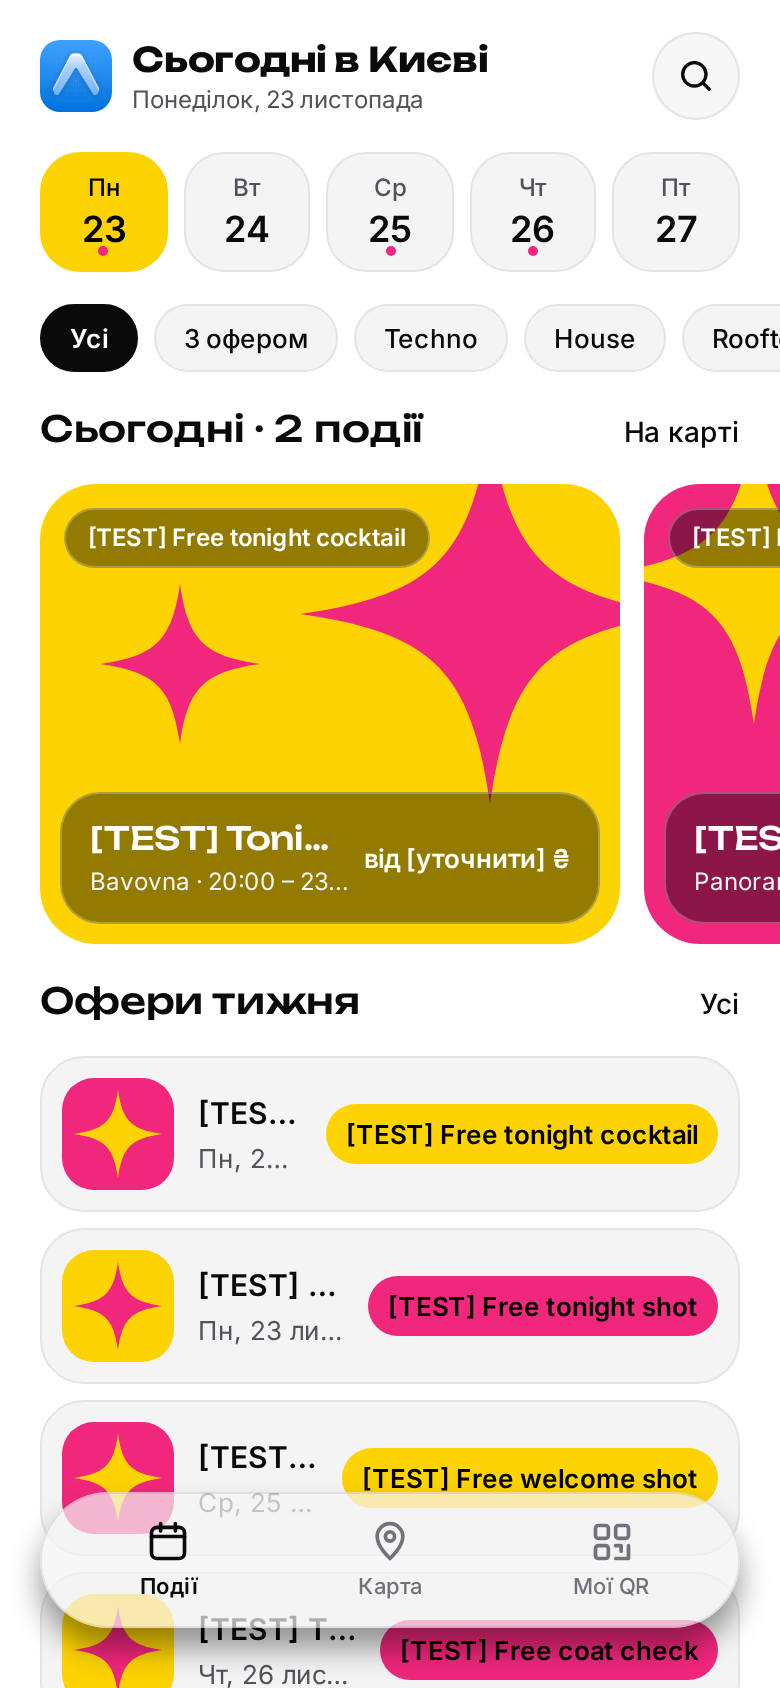 Сьогодні в Києві
Понеділок, 23 листопада
Пн
23
Вт
24
Ср
25
Чт
26
Пт
27
Усі
З офером
Techno
House
Сьогодні · 2 події
На карті
[TEST] Free tonight cocktail
[TEST]
[TEST] Toni...
від [уточнити] ₴
Bavovna · 20:00 – 23...
Офери тижня
Усі
[TES...
Пн, 2...
[TEST] Free tonight cocktail
[TEST] ...
Пн, 23 ли...
[TEST] Free tonight shot
[TEST...
Ср, 25 ...
[TEST] Free welcome shot
Події
Карта
Мої QR
[TEST] T...
Чт, 26 лис...
[TEST] Free coat check